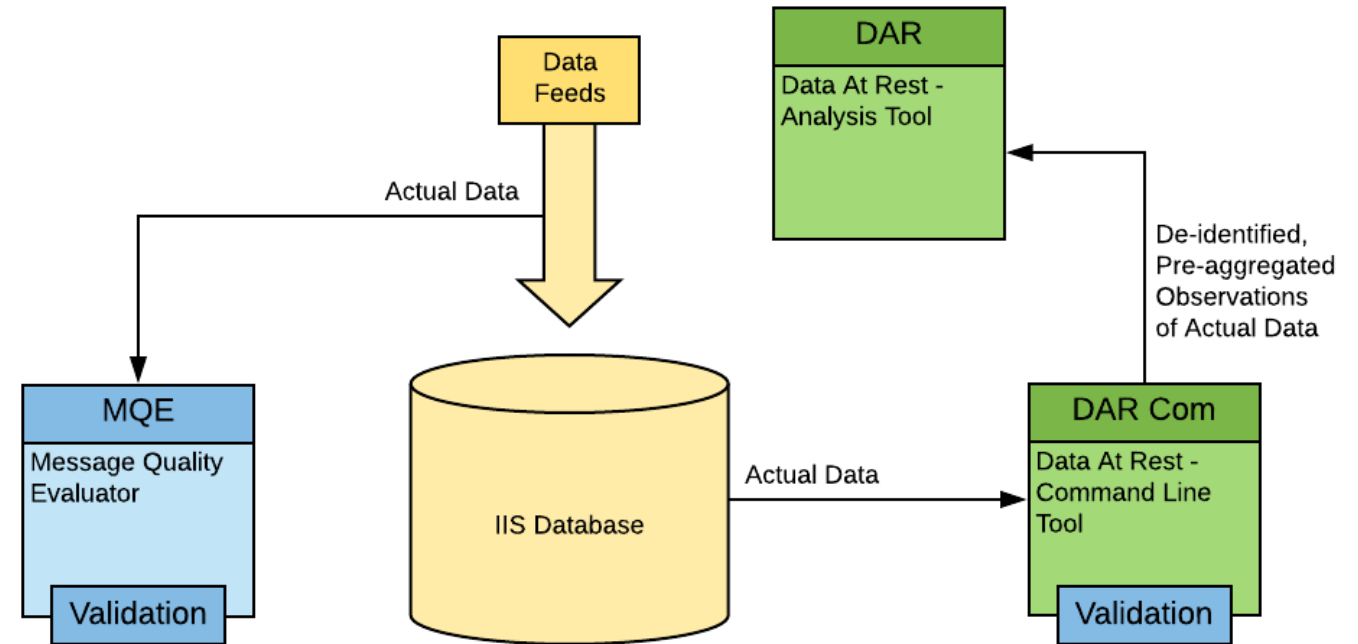 Data
Feeds
DAR
Data At Rest -
Analysis Tool
Actual Data
De-identified,
Pre-aggregated
Observations
of Actual Data
MQE
Message Quality
Evaluator
Validation
IIS Database
Actual Data
DAR Com
Data At Rest -
Command Line
Tool
Validation